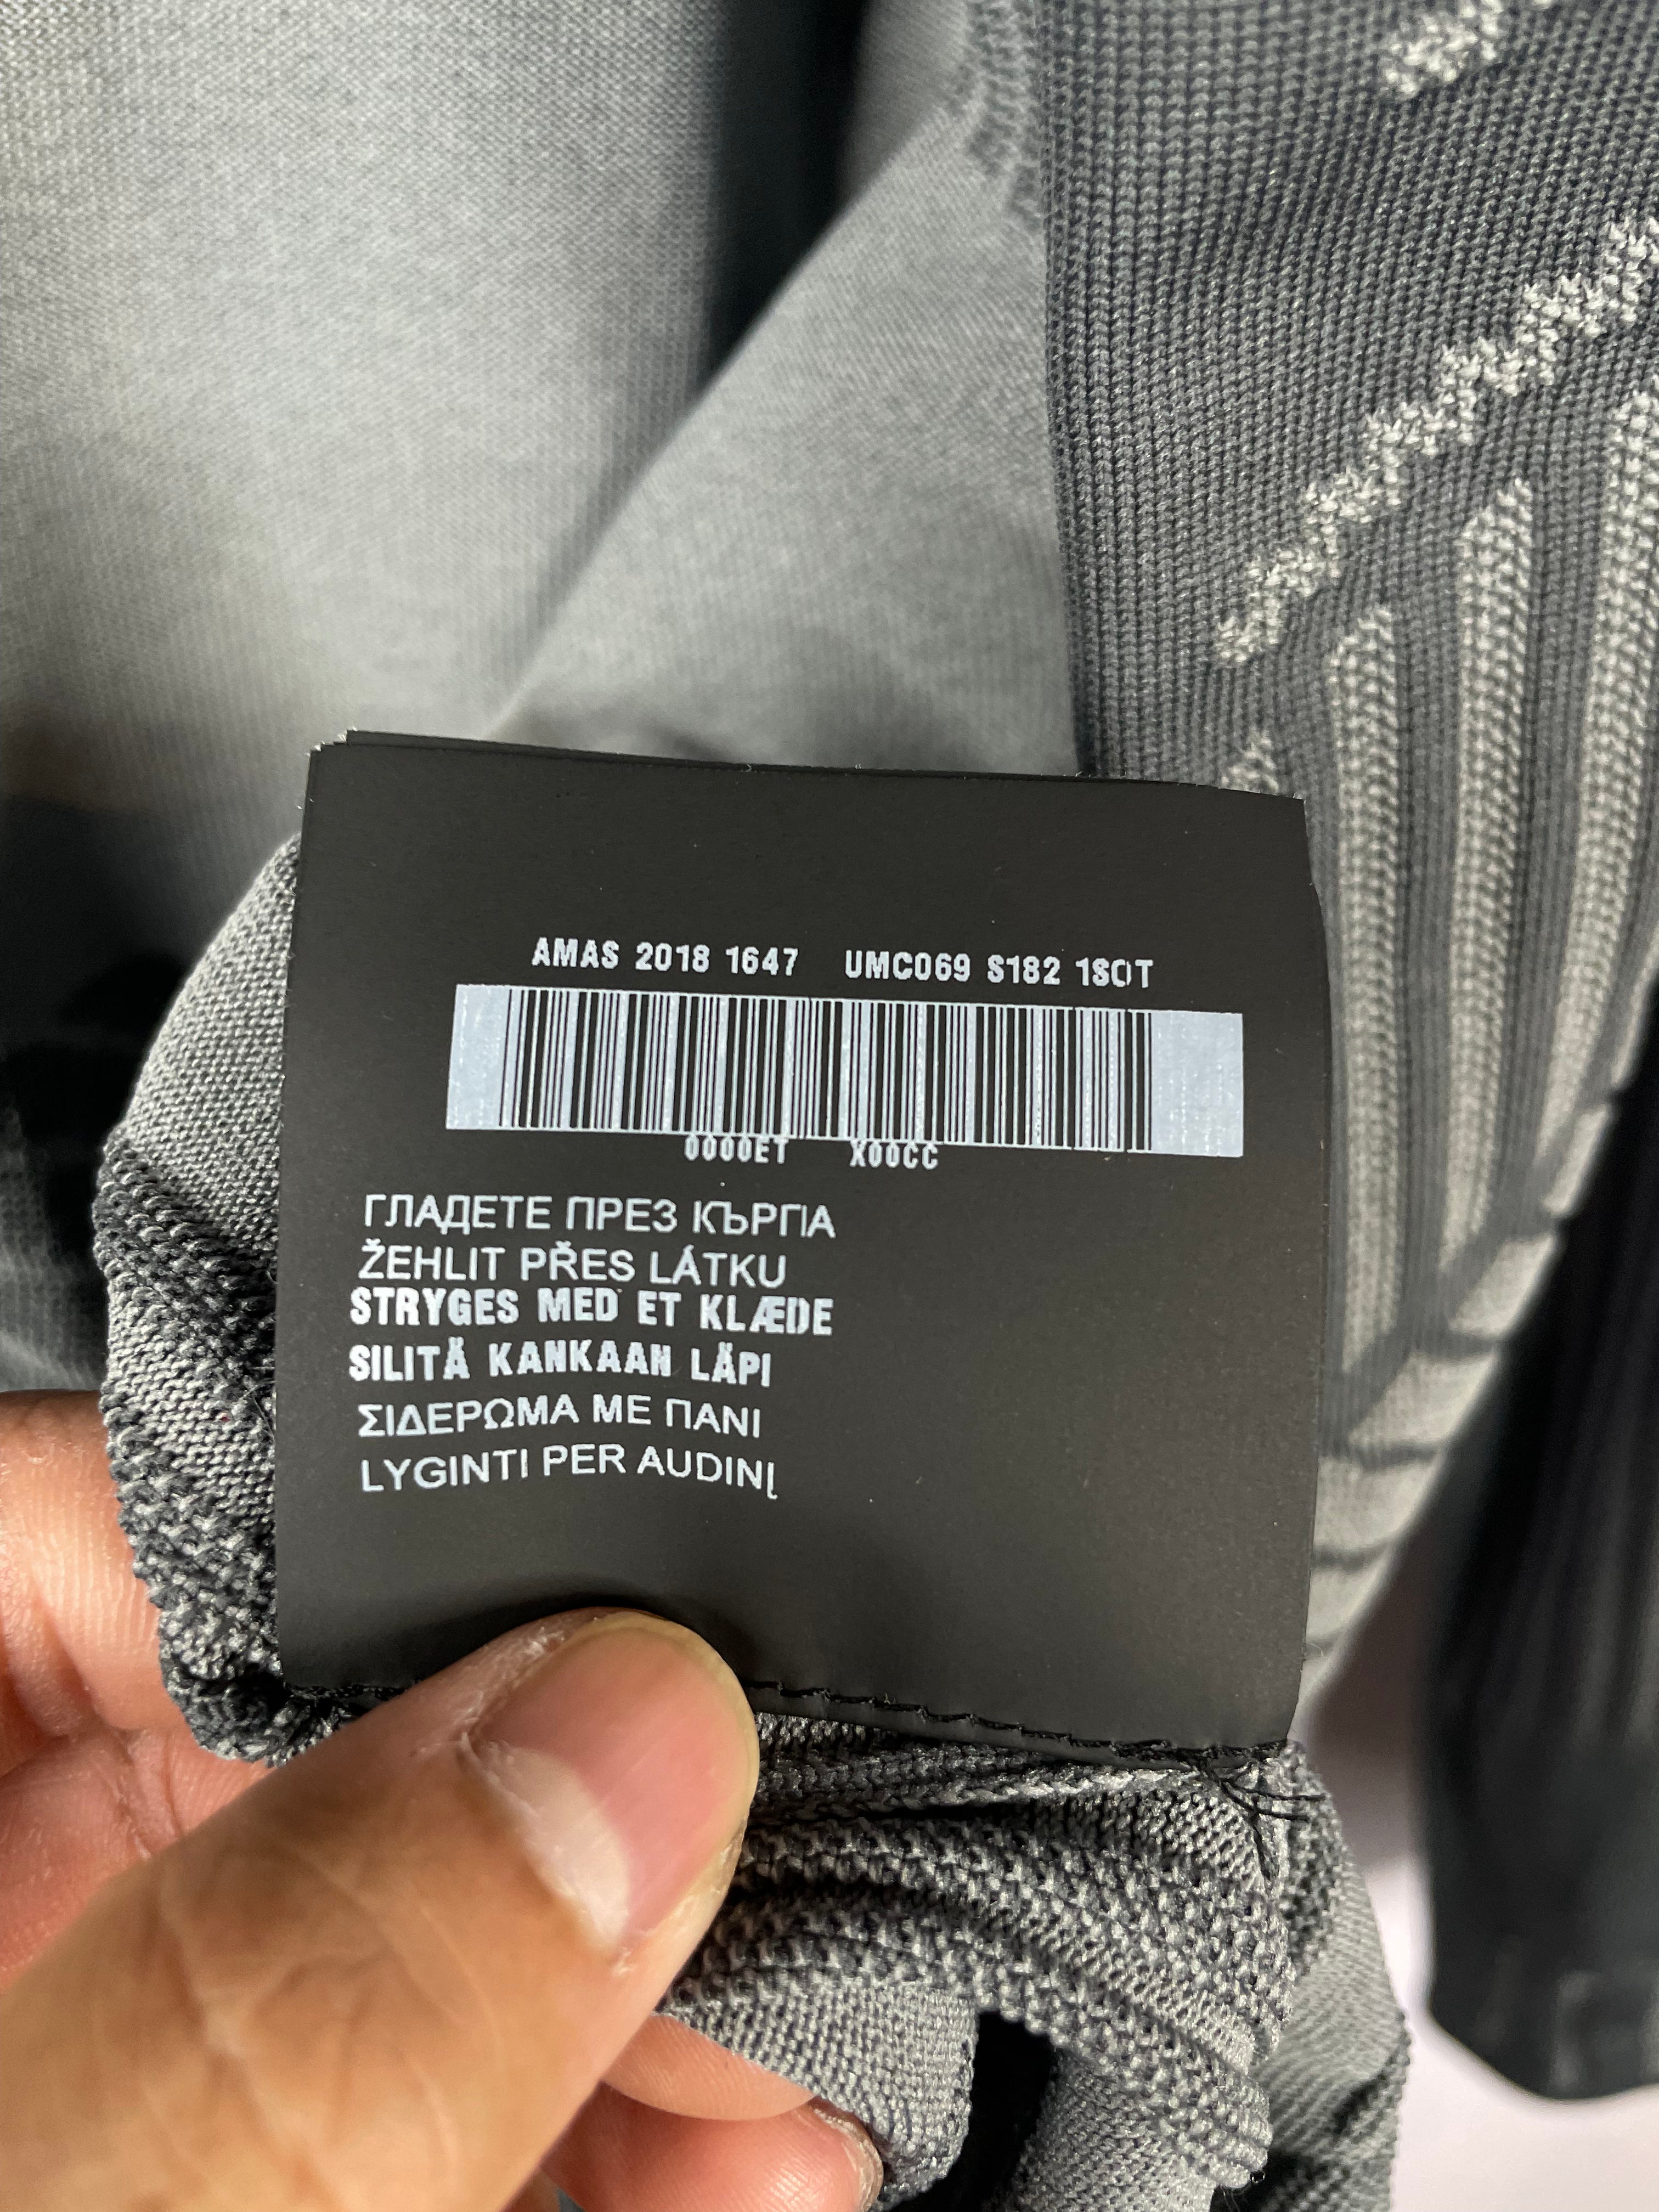 AMAS 2018 1647 UMC069 S182 1SOT
0000ET X00CC
ГЛАДЕТЕ ПРЕЗ КЪРПА
ŽEHLIT PŘES LÁTKU
STRYGES MED ET KLÆDE
SILITÄ KANKAAN LÄPI
ΣΙΔΕΡΩΜΑ ΜΕ ΠΑΝΙ
LYGINTI PER AUDINĮ